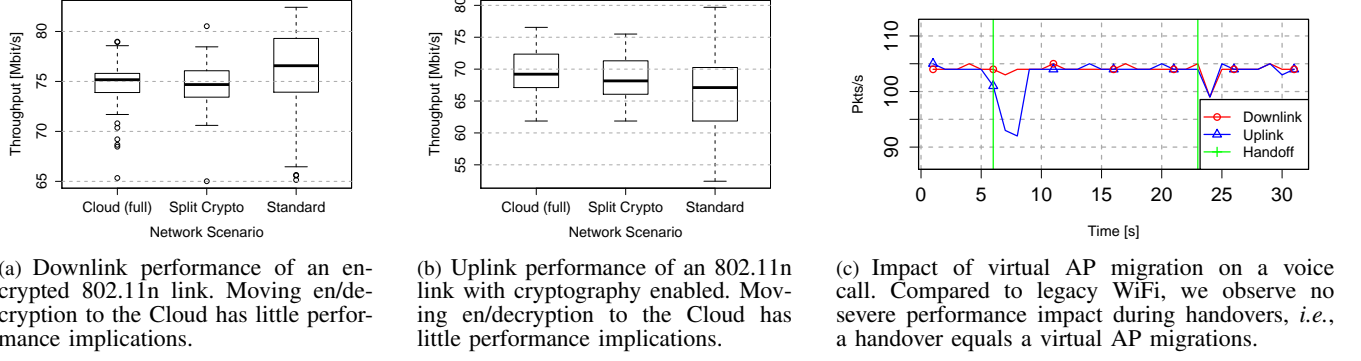 Throughput [Mbit/s]
80
75
70
65
Cloud (full) Split Crypto Standard
Network Scenario
(a) Downlink performance of an en-
crypted 802.11n link. Moving en/de-
cryption to the Cloud has little perfor-
mance implications.
Throughput [Mbit/s]
80
75
70
65
60
55
Cloud (full) Split Crypto Standard
Network Scenario
(b) Uplink performance of an 802.11n
link with cryptography enabled. Mov-
ing en/decryption to the Cloud has
little performance implications.
Pkts/s
110
100
90
Downlink
Uplink
Handoff
0 5 10 15 20 25 30
Time [s]
(c) Impact of virtual AP migration on a voice
call. Compared to legacy WiFi, we observe no
severe performance impact during handovers, i.e.,
a handover equals a virtual AP migrations.